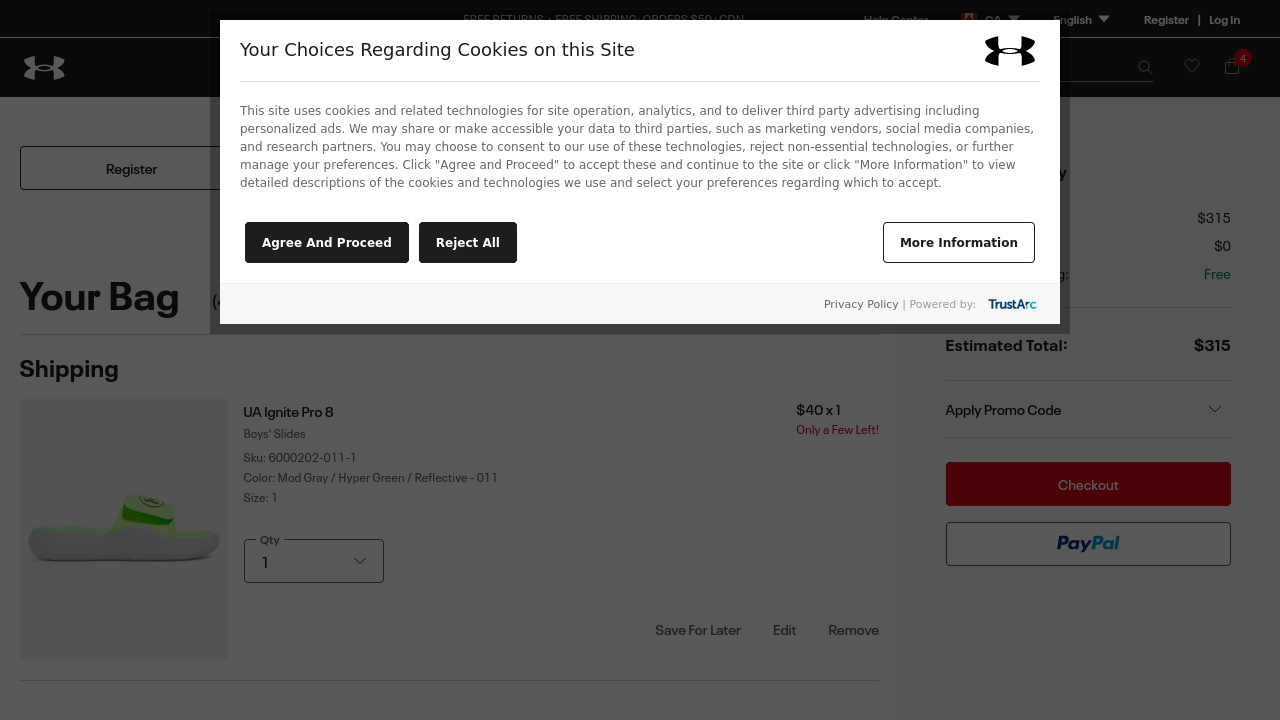 FREE RETURNS + FREE SHIPPING: ORDERS $50+ CDN
Help Center
CA
English
Register | Log In
4
Your Choices Regarding Cookies on this Site
This site uses cookies and related technologies for site operation, analytics, and to deliver third party advertising including
personalized ads. We may share or make accessible your data to third parties, such as marketing vendors, social media companies,
and research partners. You may choose to consent to our use of these technologies, reject non-essential technologies, or further
manage your preferences. Click "Agree and Proceed" to accept these and continue to the site or click "More Information" to view
detailed descriptions of the cookies and technologies we use and select your preferences regarding which to accept.
Agree And Proceed
Reject All
More Information
Privacy Policy | Powered by:
TrustArc
Register
$315
$0
Free
Your Bag
Estimated Total:
$315
Shipping
UA Ignite Pro 8
Boys' Slides
Sku: 6000202-011-1
Color: Mod Gray / Hyper Green / Reflective - 011
Size: 1
$40 x 1
Only a Few Left!
Qty
1
Save For Later
Edit
Remove
Apply Promo Code
Checkout
PayPal